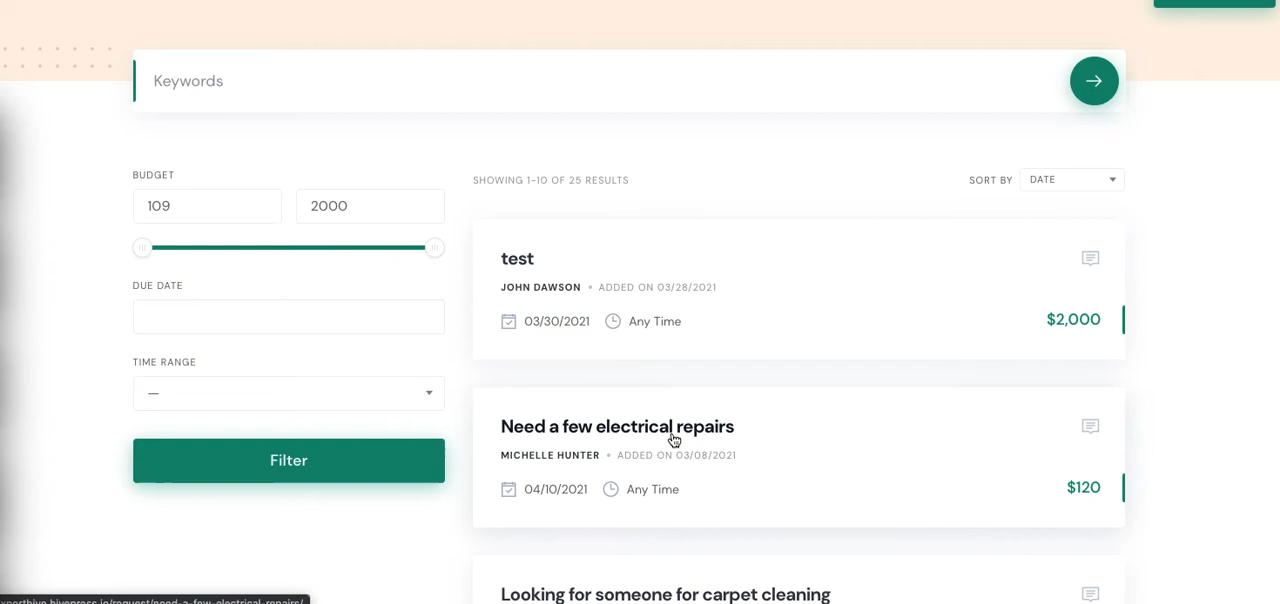 Keywords
BUDGET
109
2000
DUE DATE
TIME RANGE
—
Filter
SHOWING 1-10 OF 25 RESULTS
SORT BY
DATE
test
JOHN DAWSON • ADDED ON 03/28/2021
03/30/2021 Any Time
$2,000
Need a few electrical repairs
MICHELLE HUNTER • ADDED ON 03/08/2021
04/10/2021 Any Time
$120
Looking for someone for carpet cleaning